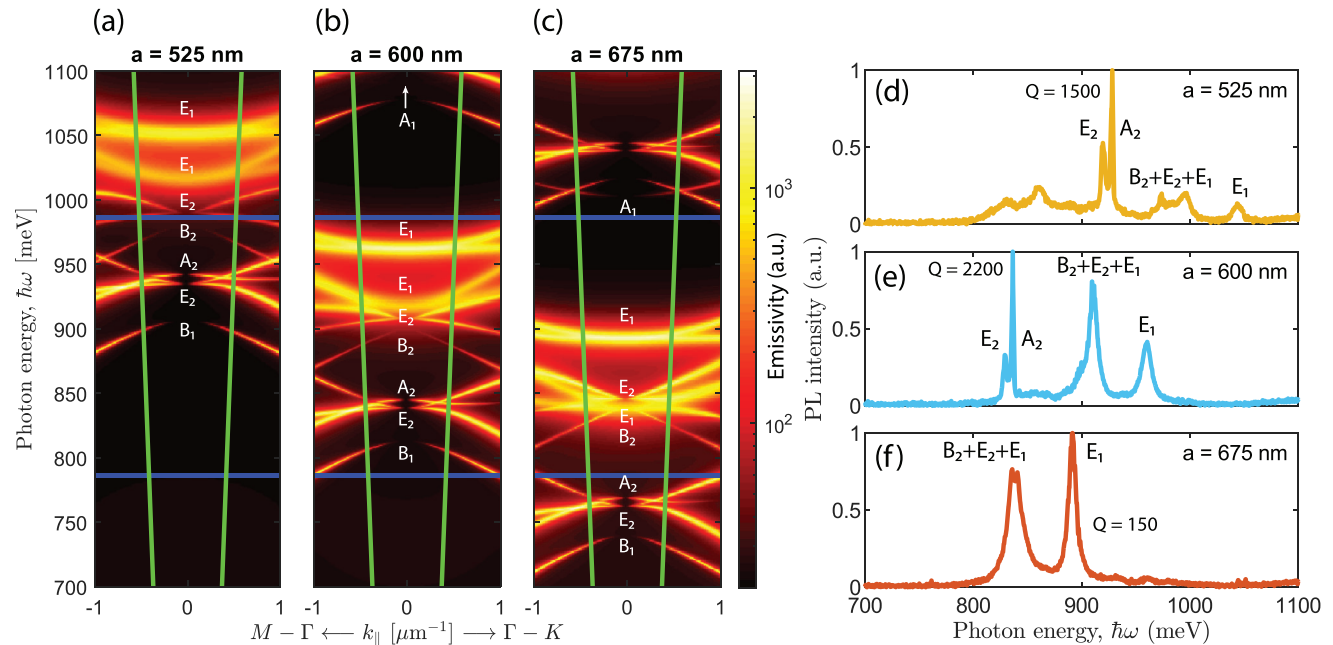 (a)
(b)
(c)
a = 525 nm
a = 600 nm
a = 675 nm
Photon energy, ħω [meV]
1100
1050
1000
950
900
850
800
750
700
E₁
E₁
E₂
B₂
A₂
E₂
B₁
-1
0
1
A₁
E₁
E₁
E₂
B₂
A₂
E₂
B₁
-1
0
1
A₁
E₁
E₂
E₁
B₂
A₂
E₂
B₁
-1
0
1
M − Γ ⟵ k∥ [μm⁻¹] ⟶ Γ − K
Emissivity (a.u.)
10³
10²
PL intensity (a.u.)
(d)
Q = 1500
a = 525 nm
E₂
A₂
B₂+E₂+E₁
E₁
1
0.5
0
(e)
Q = 2200
B₂+E₂+E₁
a = 600 nm
E₂
A₂
E₁
1
0.5
0
(f)
B₂+E₂+E₁
E₁
a = 675 nm
Q = 150
1
0.5
0
700
800
900
1000
1100
Photon energy, ħω (meV)